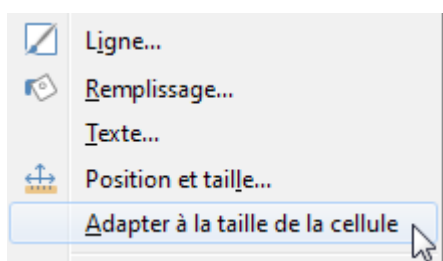 Ligne...
Remplissage...
Texte...
Position et taille...
Adapter à la taille de la cellule